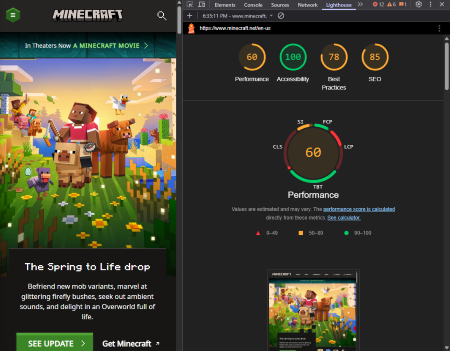 MINECRAFT
In Theaters Now A MINECRAFT MOVIE
The Spring to Life drop
Befriend new mob variants, marvel at
glittering firefly bushes, seek out ambient
sounds, and delight in an Overworld full of
life.
SEE UPDATE
Get Minecraft
Elements Console Sources Network Lighthouse
12 6 1
6:35:11 PM - www.minecraft.
https://www.minecraft.net/en-us
60 100 78 85
Performance Accessibility Best Practices SEO
SI FCP
CLS LCP
60
TBT
Performance
Values are estimated and may vary. The performance score is calculated
directly from these metrics. See calculator.
0–49 50–89 90–100